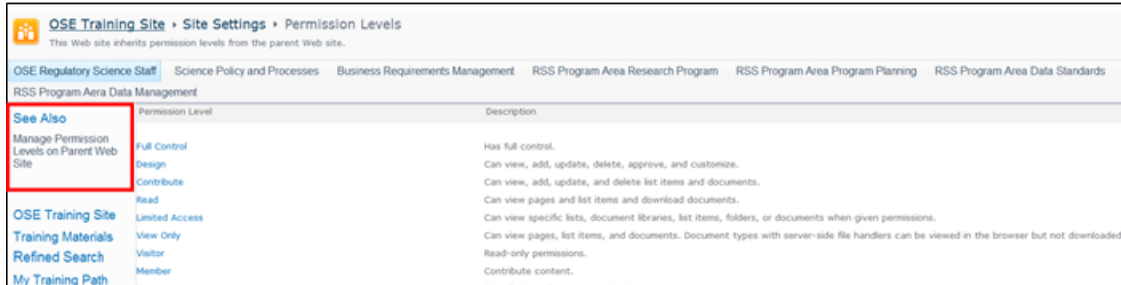 OSE Training Site › Site Settings › Permission Levels
This Web site inherits permission levels from the parent Web site.
OSE Regulatory Science Staff Science Policy and Processes Business Requirements Management RSS Program Area Research Program RSS Program Area Program Planning RSS Program Area Data Standards
RSS Program Aera Data Management
See Also
Manage Permission
Levels on Parent Web
Site
OSE Training Site
Training Materials
Refined Search
My Training Path
Permission Level Description
Full Control Has full control.
Design Can view, add, update, delete, approve, and customize.
Contribute Can view, add, update, and delete list items and documents.
Read Can view pages and list items and download documents.
Limited Access Can view specific lists, document libraries, list items, folders, or documents when given permissions.
View Only Can view pages, list items, and documents. Document types with server-side file handlers can be viewed in the browser but not downloaded
Visitor Read-only permissions.
Member Contribute content.